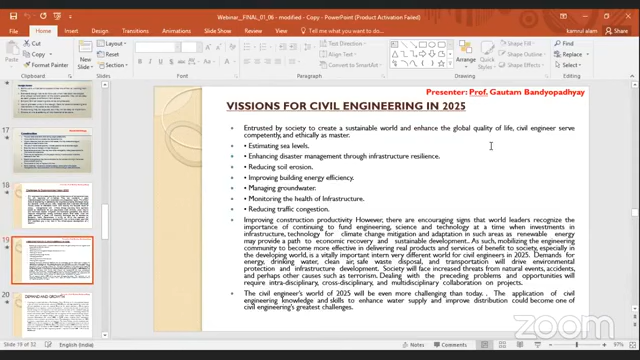 Webinar__FINAL_01_06 - modified - Copy - PowerPoint (Product Activation Failed)
kamrul alam
File Home Insert Design Transitions Animations Slide Show Review View Tell me what you want to do... Share
Cut
Copy
Format Painter
Paste
Clipboard
New Slide
Layout
Reset
Section
Slides
Font
Text Direction
Align Text
Convert to SmartArt
Paragraph
Arrange
Quick Styles
Shape Fill
Shape Outline
Shape Effects
Drawing
Find
Replace
Select
Editing
17
18
19
20
DEMAND AND GROWTH
Presenter: Prof. Gautam Bandyopadhyay
VISSIONS FOR CIVIL ENGINEERING IN 2025
Entrusted by society to create a sustainable world and enhance the global quality of life, civil engineer serve
competently, and ethically as master.
• Estimating sea levels.
• Enhancing disaster management through infrastructure resilience.
• Reducing soil erosion.
• Improving building energy efficiency.
• Managing groundwater.
• Monitoring the health of Infrastructure.
• Reducing traffic congestion.
Improving construction productivity However, there are encouraging signs that world leaders recognize the
importance of continuing to fund engineering, science and technology at a time when investments in
infrastructure, technology for climate change mitigation and adaptation in such areas as renewable energy
may provide a path to economic recovery and sustainable development. As such, mobilizing the engineering
community to become more effective in delivering real products and services of benefit to society, especially
in the developing world, is a vitally important intern very different world for civil engineers in 2025. Demands for
energy, drinking water, clean air, safe waste disposal, and transportation will drive environmental
protection and infrastructure development. Society will face increased threats from natural events, accidents,
and perhaps other causes such as terrorism. Dealing with the preceding problems and opportunities will
require intra-disciplinary, cross-disciplinary, and multidisciplinary collaboration on projects.
The civil engineer's world of 2025 will be even more challenging than today . The application of civil
engineering knowledge and skills to enhance water supply and improve distribution could become one of
civil engineering's greatest challenges.
zoom
Slide 19 of 32 English (India) Notes Comments 97%